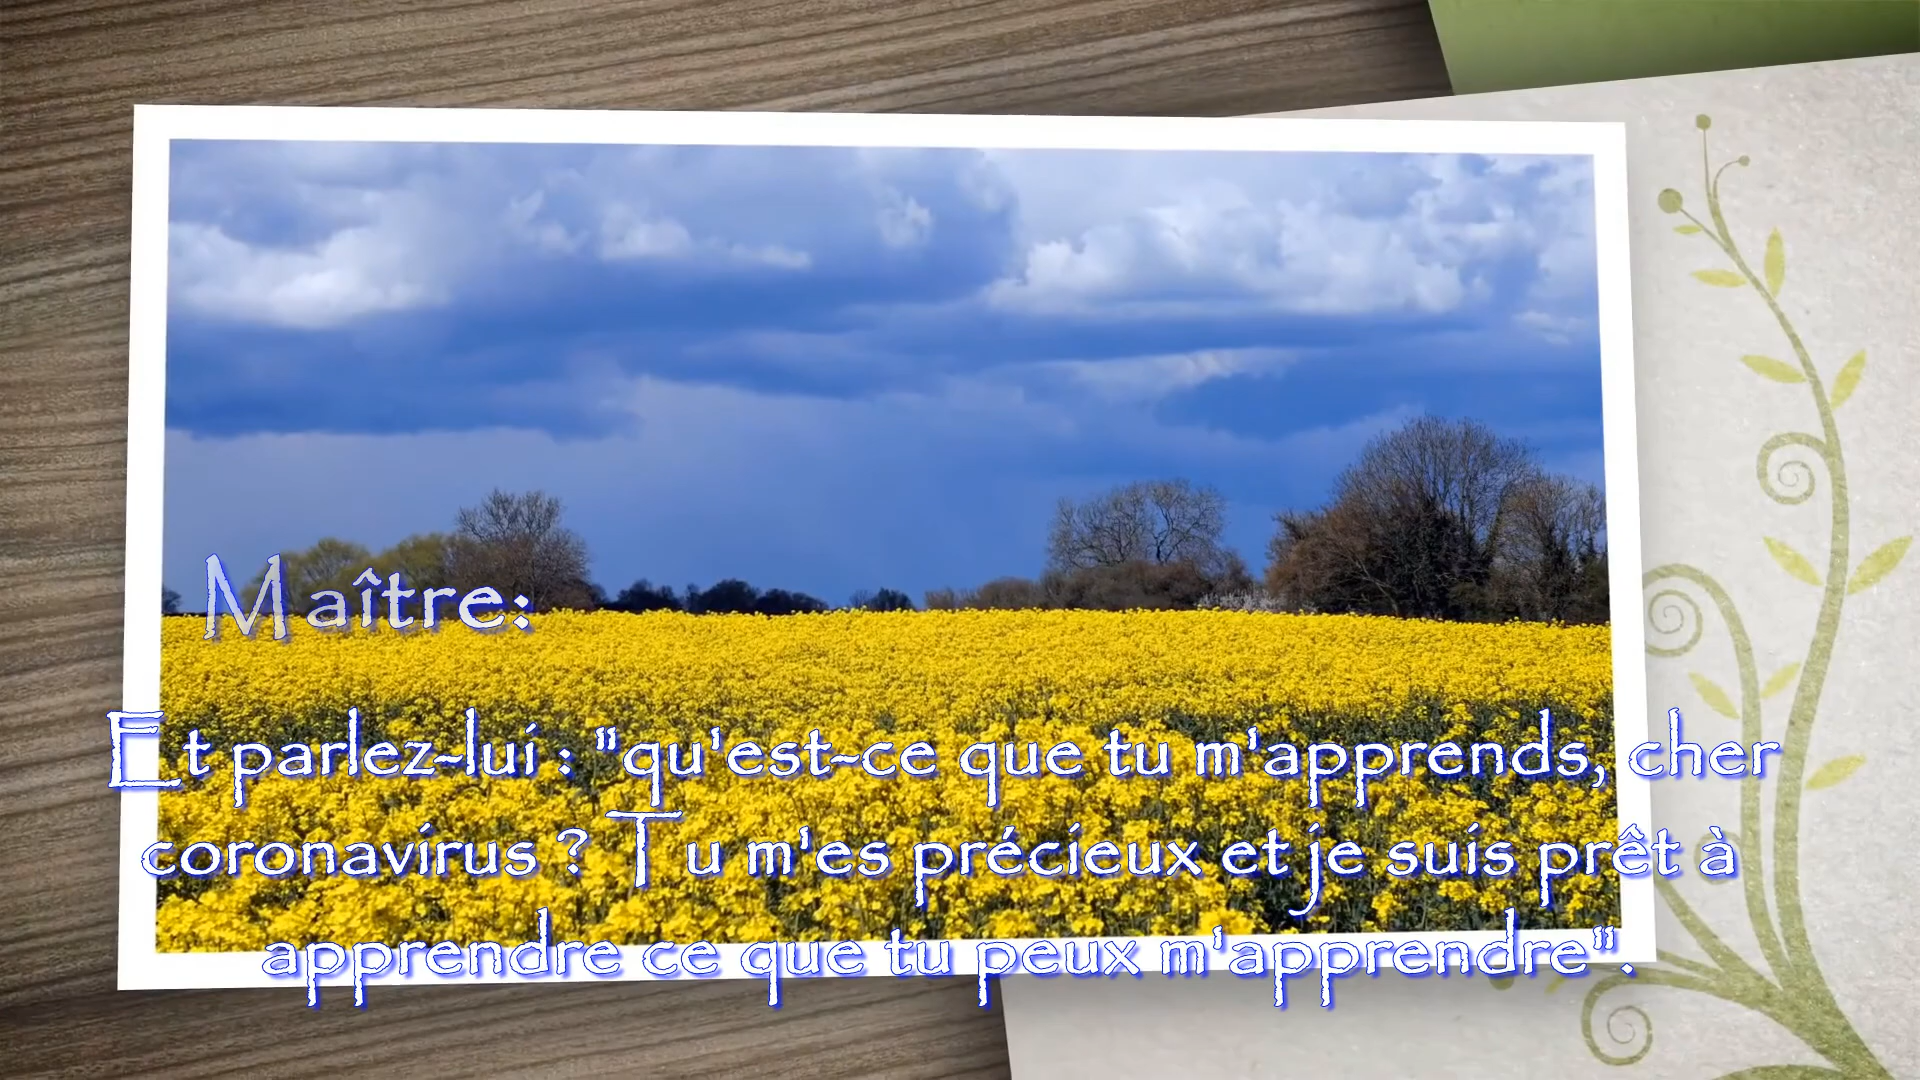 Maître:
Et parlez-lui : "qu'est-ce que tu m'apprends, cher
coronavirus ? Tu m'es précieux et je suis prêt à
apprendre ce que tu peux m'apprendre".